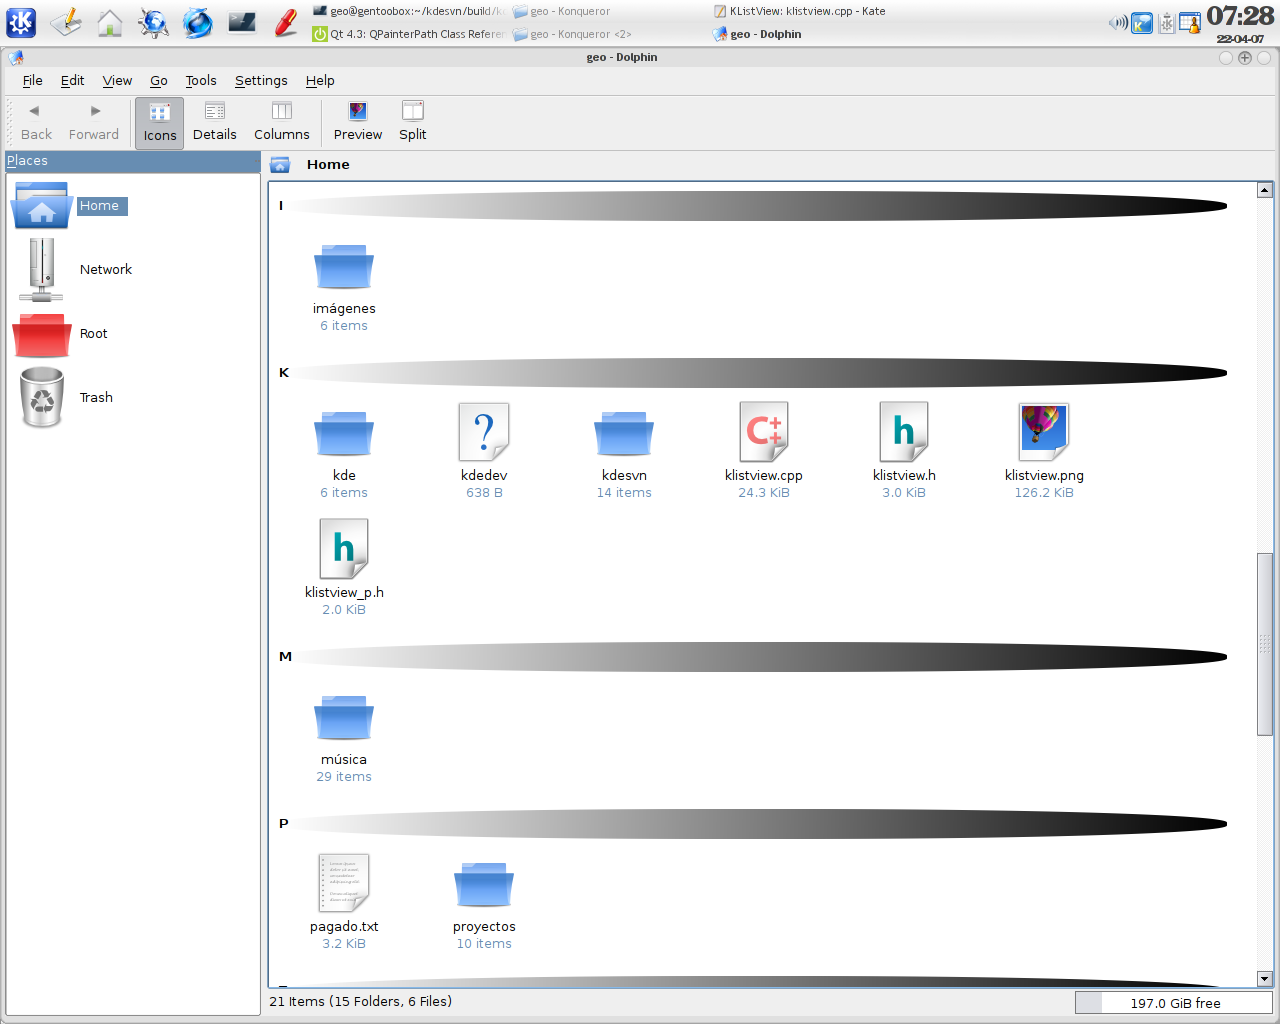 geo@gentoobox:~/kdesvn/build/k
geo - Konqueror
KListView: klistview.cpp - Kate
07:28
Qt 4.3: QPainterPath Class Refere
geo - Konqueror <2>
geo - Dolphin
22-04-07
geo - Dolphin
File Edit View Go Tools Settings Help
Back Forward Icons Details Columns Preview Split
Places
Home
Home
Network
Root
Trash
I
imágenes
6 items
K
kde kdedev kdesvn klistview.cpp klistview.h klistview.png
6 items 638 B 14 items 24.3 KiB 3.0 KiB 126.2 KiB
klistview_p.h
2.0 KiB
M
música
29 items
P
pagado.txt proyectos
3.2 KiB 10 items
21 Items (15 Folders, 6 Files)
197.0 GiB free